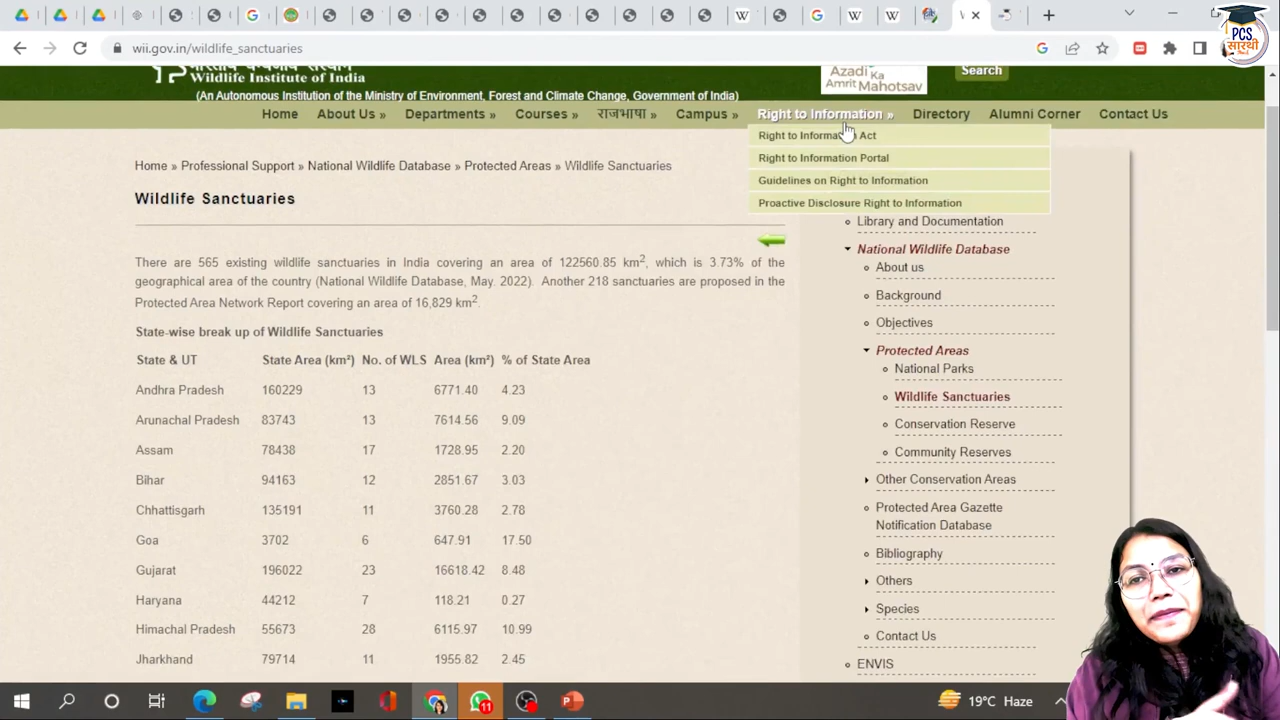 wii.gov.in/wildlife_sanctuaries
PCS
सारथी
भारतीय वन्यजीव संस्थान
Wildlife Institute of India
(An Autonomous Institution of the Ministry of Environment, Forest and Climate Change, Government of India)
Azadi Ka Amrit Mahotsav
Search
Home About Us » Departments » Courses » राजभाषा » Campus » Right to Information » Directory Alumni Corner Contact Us
Right to Information Act
Right to Information Portal
Guidelines on Right to Information
Proactive Disclosure Right to Information
Home » Professional Support » National Wildlife Database » Protected Areas » Wildlife Sanctuaries
Wildlife Sanctuaries
There are 565 existing wildlife sanctuaries in India covering an area of 122560.85 km², which is 3.73% of the
geographical area of the country (National Wildlife Database, May. 2022). Another 218 sanctuaries are proposed in the
Protected Area Network Report covering an area of 16,829 km².
State-wise break up of Wildlife Sanctuaries
State & UT State Area (km²) No. of WLS Area (km²) % of State Area
Andhra Pradesh 160229 13 6771.40 4.23
Arunachal Pradesh 83743 13 7614.56 9.09
Assam 78438 17 1728.95 2.20
Bihar 94163 12 2851.67 3.03
Chhattisgarh 135191 11 3760.28 2.78
Goa 3702 6 647.91 17.50
Gujarat 196022 23 16618.42 8.48
Haryana 44212 7 118.21 0.27
Himachal Pradesh 55673 28 6115.97 10.99
Jharkhand 79714 11 1955.82 2.45
Library and Documentation
National Wildlife Database
About us
Background
Objectives
Protected Areas
National Parks
Wildlife Sanctuaries
Conservation Reserve
Community Reserves
Other Conservation Areas
Protected Area Gazette
Notification Database
Bibliography
Others
Species
Contact Us
ENVIS
11
19°C Haze